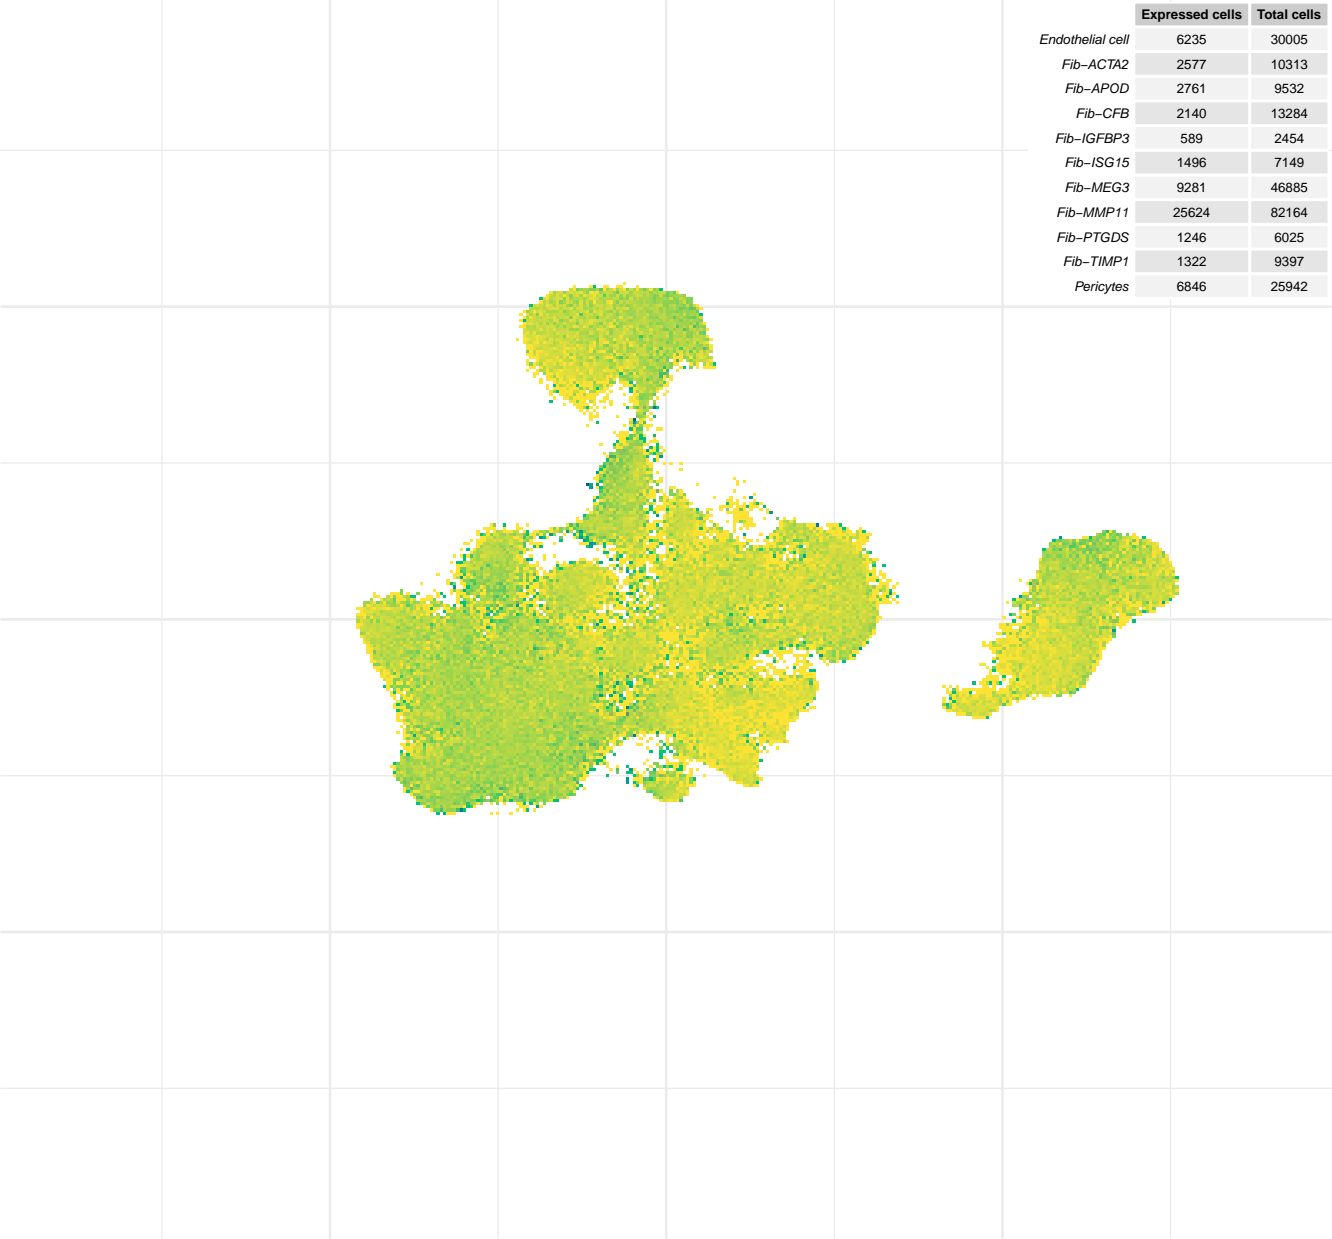 Expressed cells Total cells
Endothelial cell 6235 30005
Fib−ACTA2 2577 10313
Fib−APOD 2761 9532
Fib−CFB 2140 13284
Fib−IGFBP3 589 2454
Fib−ISG15 1496 7149
Fib−MEG3 9281 46885
Fib−MMP11 25624 82164
Fib−PTGDS 1246 6025
Fib−TIMP1 1322 9397
Pericytes 6846 25942